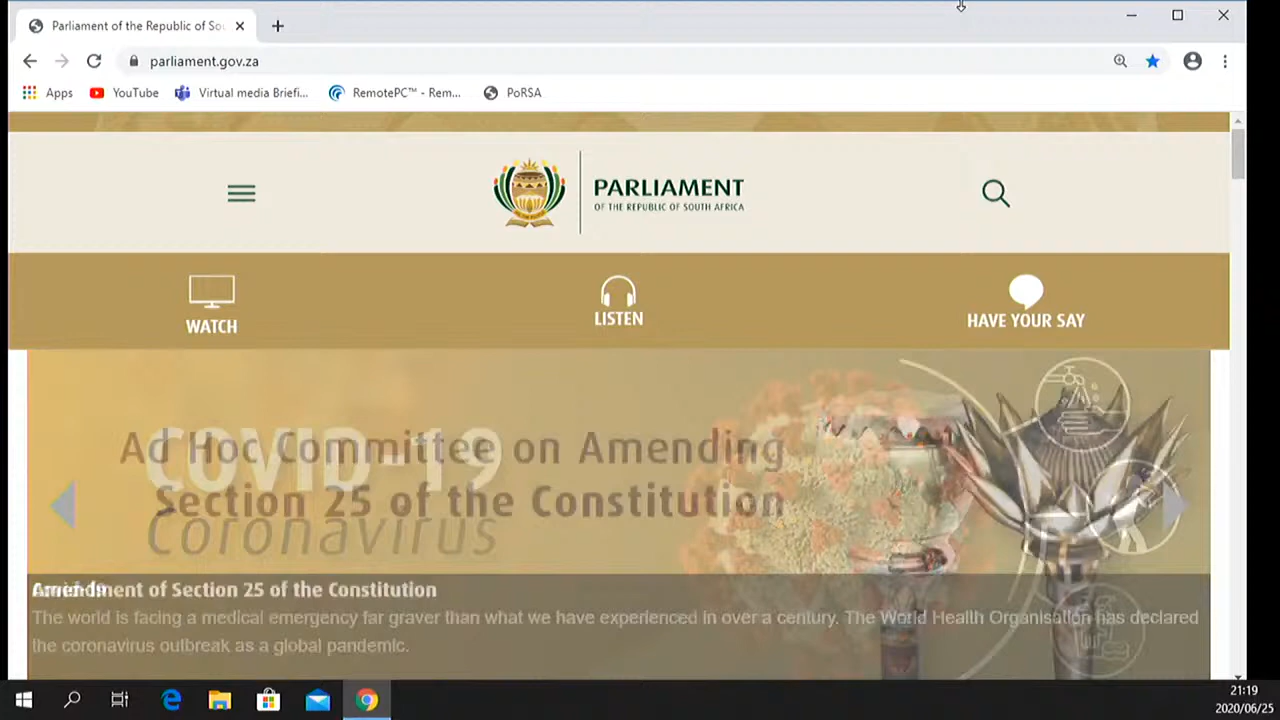 Parliament of the Republic of Sou
parliament.gov.za
Apps
YouTube
Virtual media Briefi...
RemotePC™ - Rem...
PoRSA
PARLIAMENT
OF THE REPUBLIC OF SOUTH AFRICA
WATCH
LISTEN
HAVE YOUR SAY
COVID-19
Ad Hoc Committee on Amending
Section 25 of the Constitution
Coronavirus
Amendment of Section 25 of the Constitution
The world is facing a medical emergency far graver than what we have experienced in over a century. The World Health Organisation has declared
the coronavirus outbreak as a global pandemic.
21:19
2020/06/25